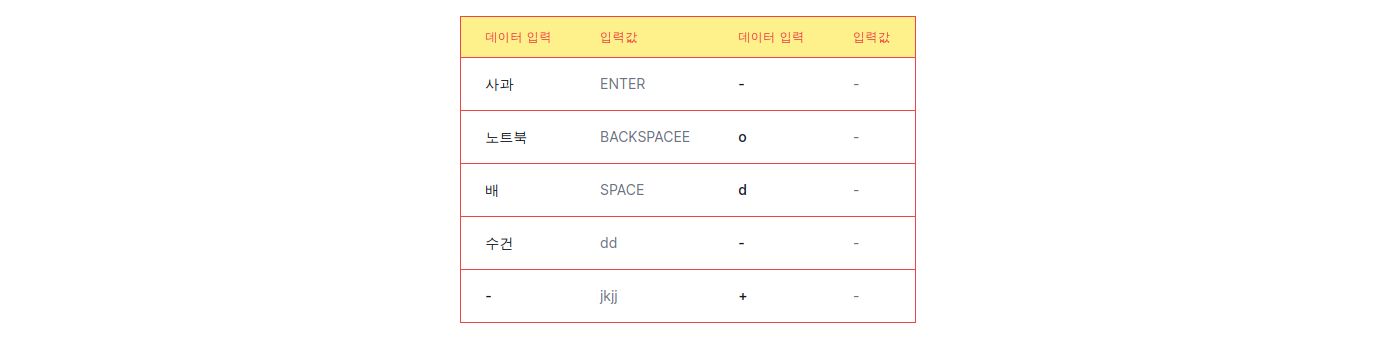 데이터 입력 입력값 데이터 입력 입력값
사과 ENTER - -
노트북 BACKSPACEE o -
배 SPACE d -
수건 dd - -
- jkjj + -